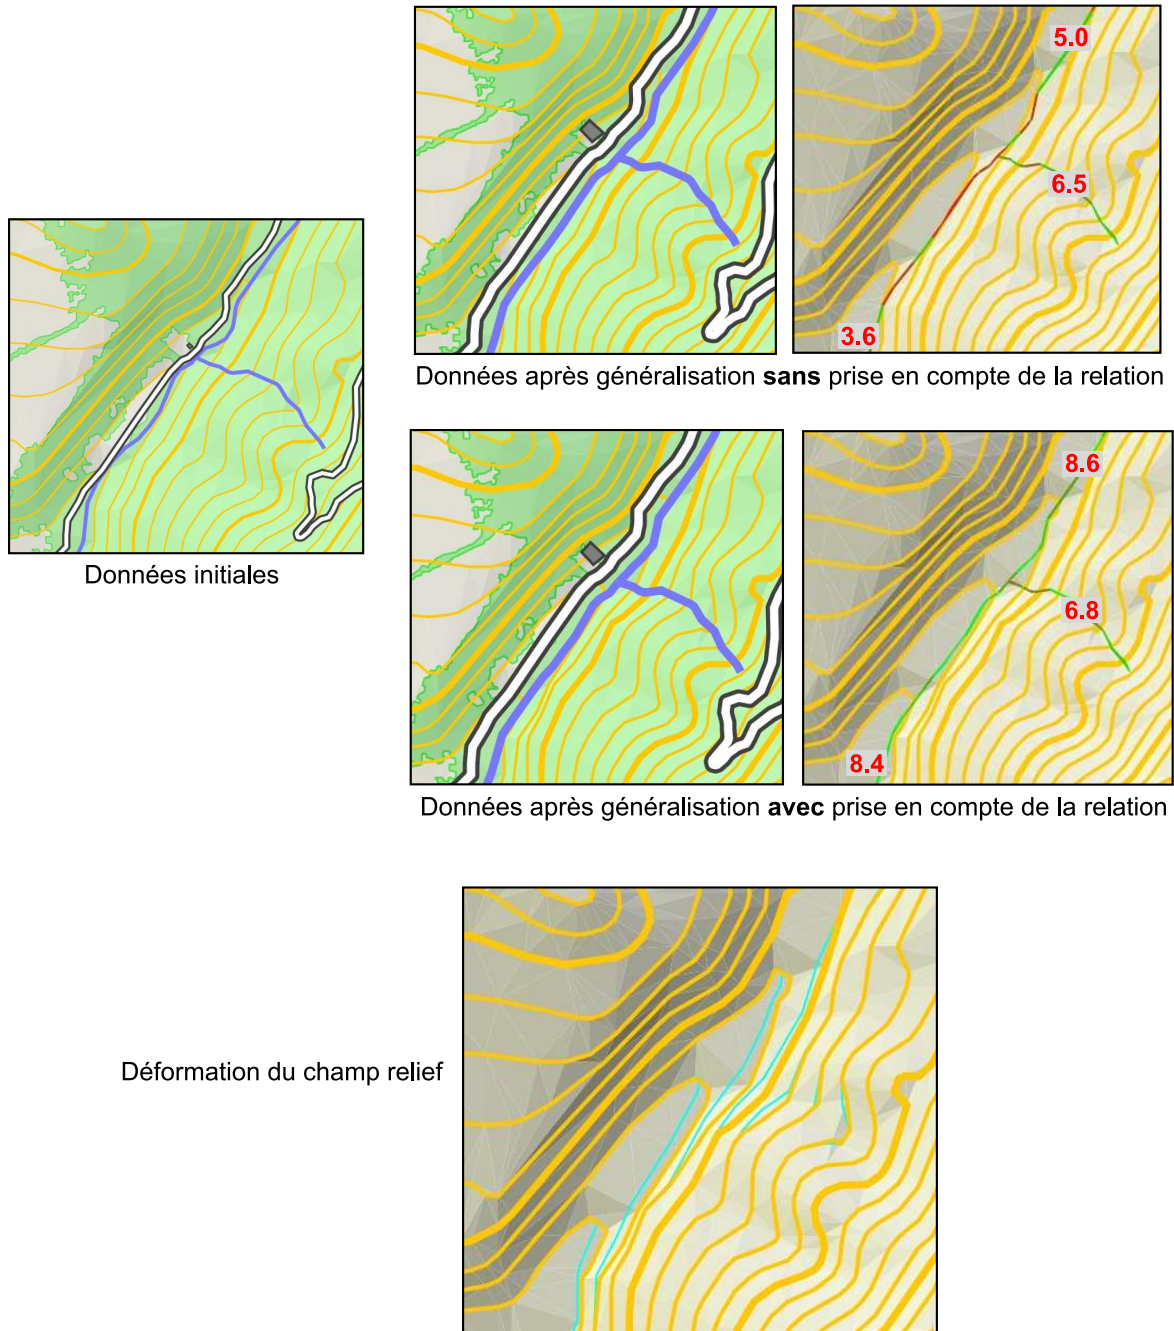 5.0
6.5
3.6
Données après généralisation sans prise en compte de la relation
Données initiales
8.6
6.8
8.4
Données après généralisation avec prise en compte de la relation
Déformation du champ relief